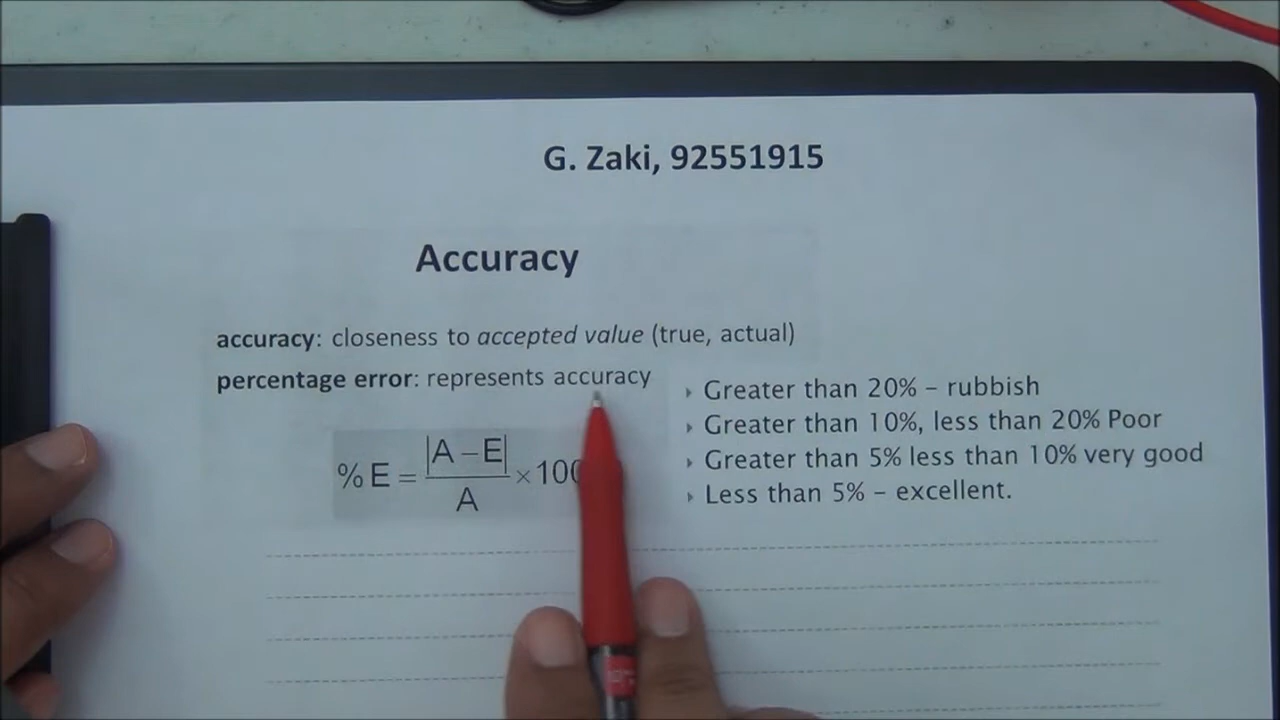 G. Zaki, 92551915
Accuracy
accuracy: closeness to accepted value (true, actual)
percentage error: represents accuracy
%E = |A – E| / A × 100
Greater than 20% – rubbish
Greater than 10%, less than 20% Poor
Greater than 5% less than 10% very good
Less than 5% – excellent.